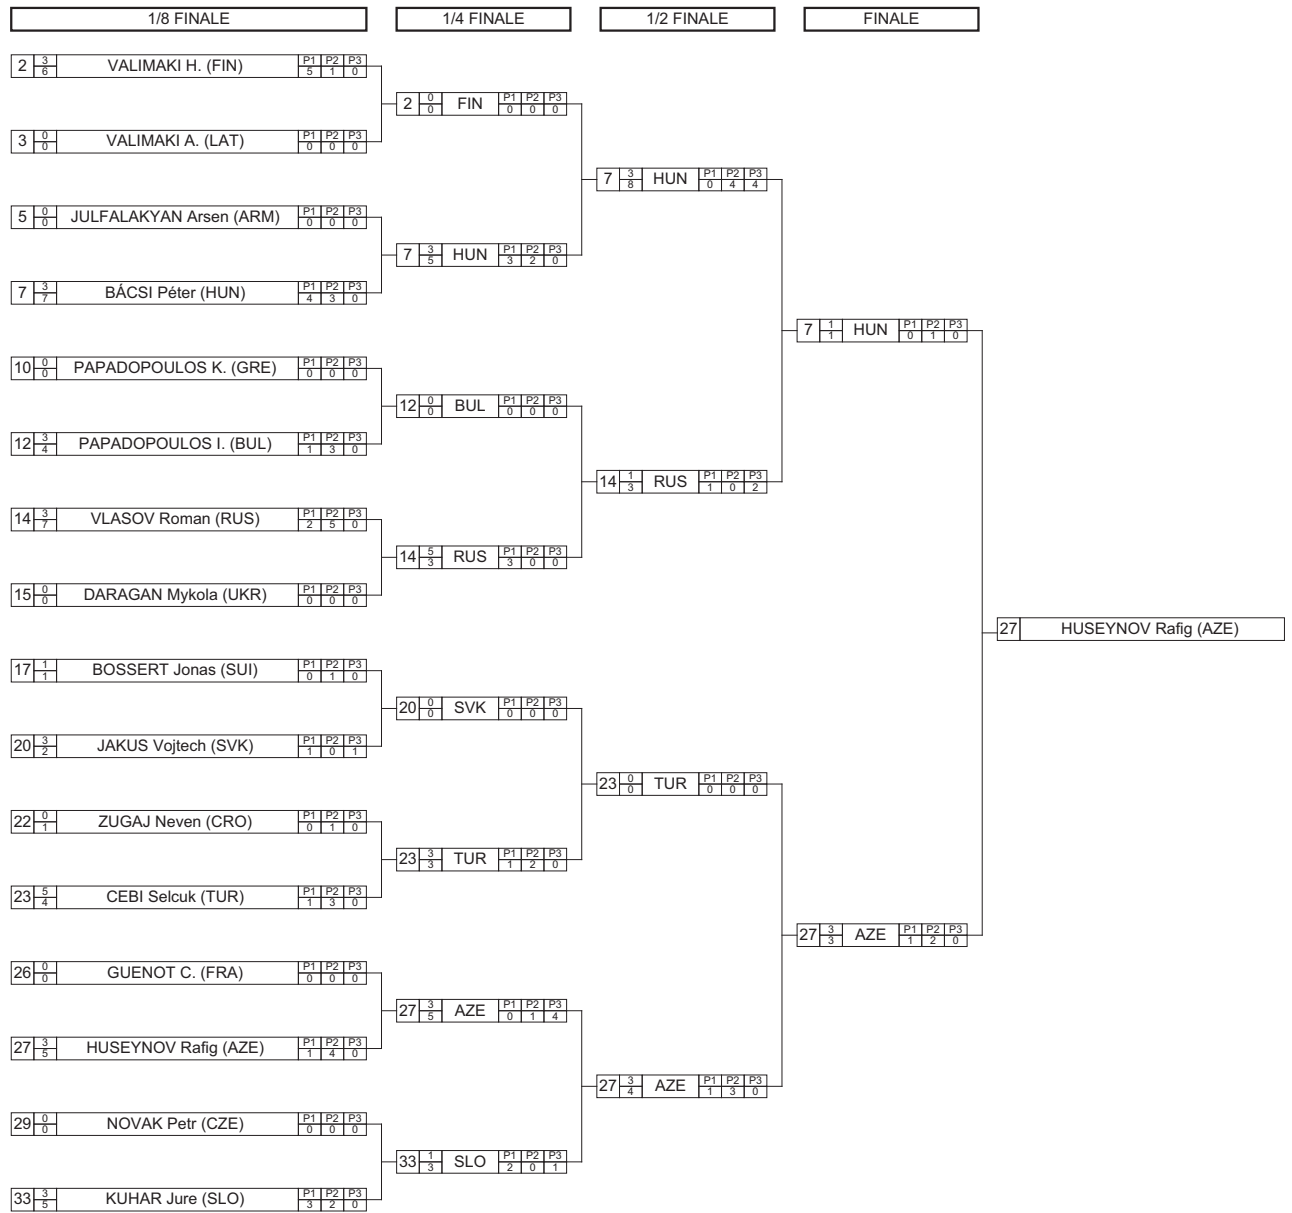 1/8 FINALE 1/4 FINALE 1/2 FINALE FINALE
2 3 6 VALIMAKI H. (FIN) P1 P2 P3 5 1 0
2 0 0 FIN P1 P2 P3 0 0 0
3 0 0 VALIMAKI A. (LAT) P1 P2 P3 0 0 0
7 3 8 HUN P1 P2 P3 0 4 4
5 0 0 JULFALAKYAN Arsen (ARM) P1 P2 P3 0 0 0
7 3 5 HUN P1 P2 P3 3 2 0
7 3 7 BÁCSI Péter (HUN) P1 P2 P3 4 3 0
7 1 1 HUN P1 P2 P3 0 1 0
10 0 0 PAPADOPOULOS K. (GRE) P1 P2 P3 0 0 0
12 0 0 BUL P1 P2 P3 0 0 0
12 3 4 PAPADOPOULOS I. (BUL) P1 P2 P3 1 3 0
14 1 3 RUS P1 P2 P3 1 0 2
14 3 7 VLASOV Roman (RUS) P1 P2 P3 2 5 0
14 5 3 RUS P1 P2 P3 3 0 0
15 0 0 DARAGAN Mykola (UKR) P1 P2 P3 0 0 0
27 HUSEYNOV Rafig (AZE)
17 1 1 BOSSERT Jonas (SUI) P1 P2 P3 0 1 0
20 0 0 SVK P1 P2 P3 0 0 0
20 3 2 JAKUS Vojtech (SVK) P1 P2 P3 1 0 1
23 0 0 TUR P1 P2 P3 0 0 0
22 0 1 ZUGAJ Neven (CRO) P1 P2 P3 0 1 0
23 3 3 TUR P1 P2 P3 1 2 0
23 5 4 CEBI Selcuk (TUR) P1 P2 P3 1 3 0
27 3 3 AZE P1 P2 P3 1 2 0
26 0 0 GUENOT C. (FRA) P1 P2 P3 0 0 0
27 3 5 AZE P1 P2 P3 0 1 4
27 3 5 HUSEYNOV Rafig (AZE) P1 P2 P3 1 4 0
27 3 4 AZE P1 P2 P3 1 3 0
29 0 0 NOVAK Petr (CZE) P1 P2 P3 0 0 0
33 1 3 SLO P1 P2 P3 2 0 1
33 3 5 KUHAR Jure (SLO) P1 P2 P3 3 2 0